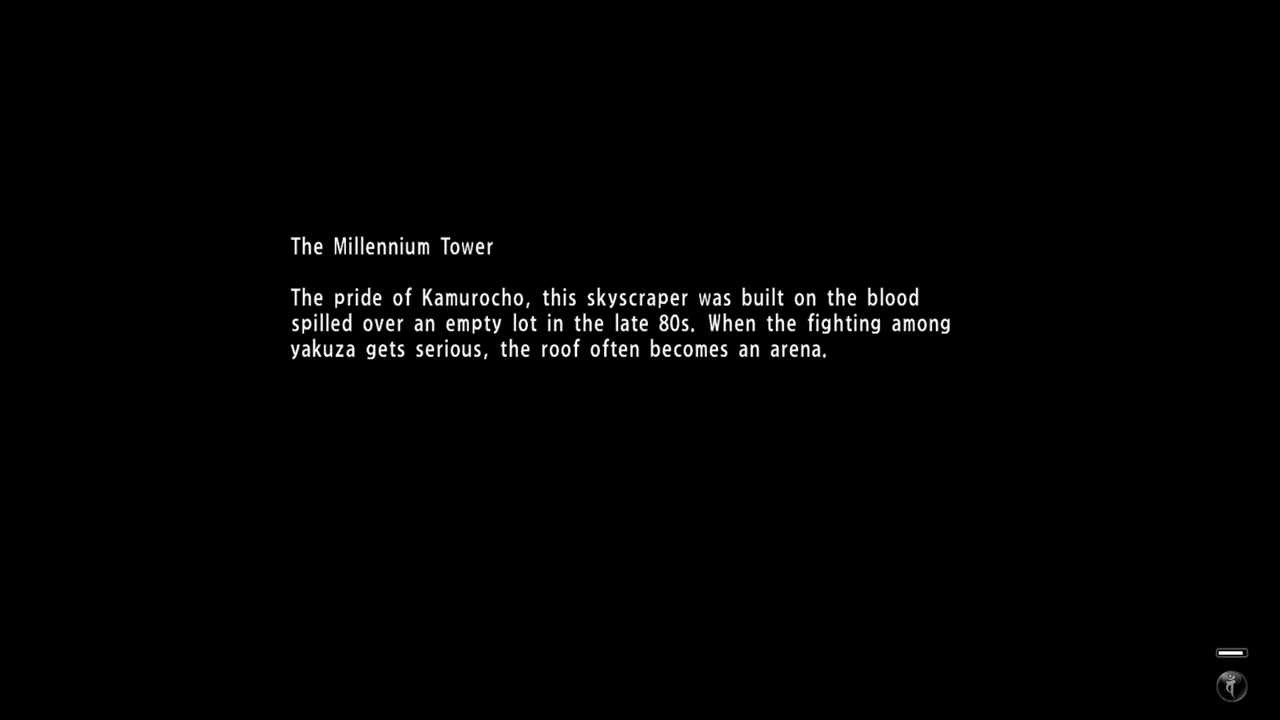 The Millennium Tower
The pride of Kamurocho, this skyscraper was built on the blood
spilled over an empty lot in the late 80s. When the fighting among
yakuza gets serious, the roof often becomes an arena.